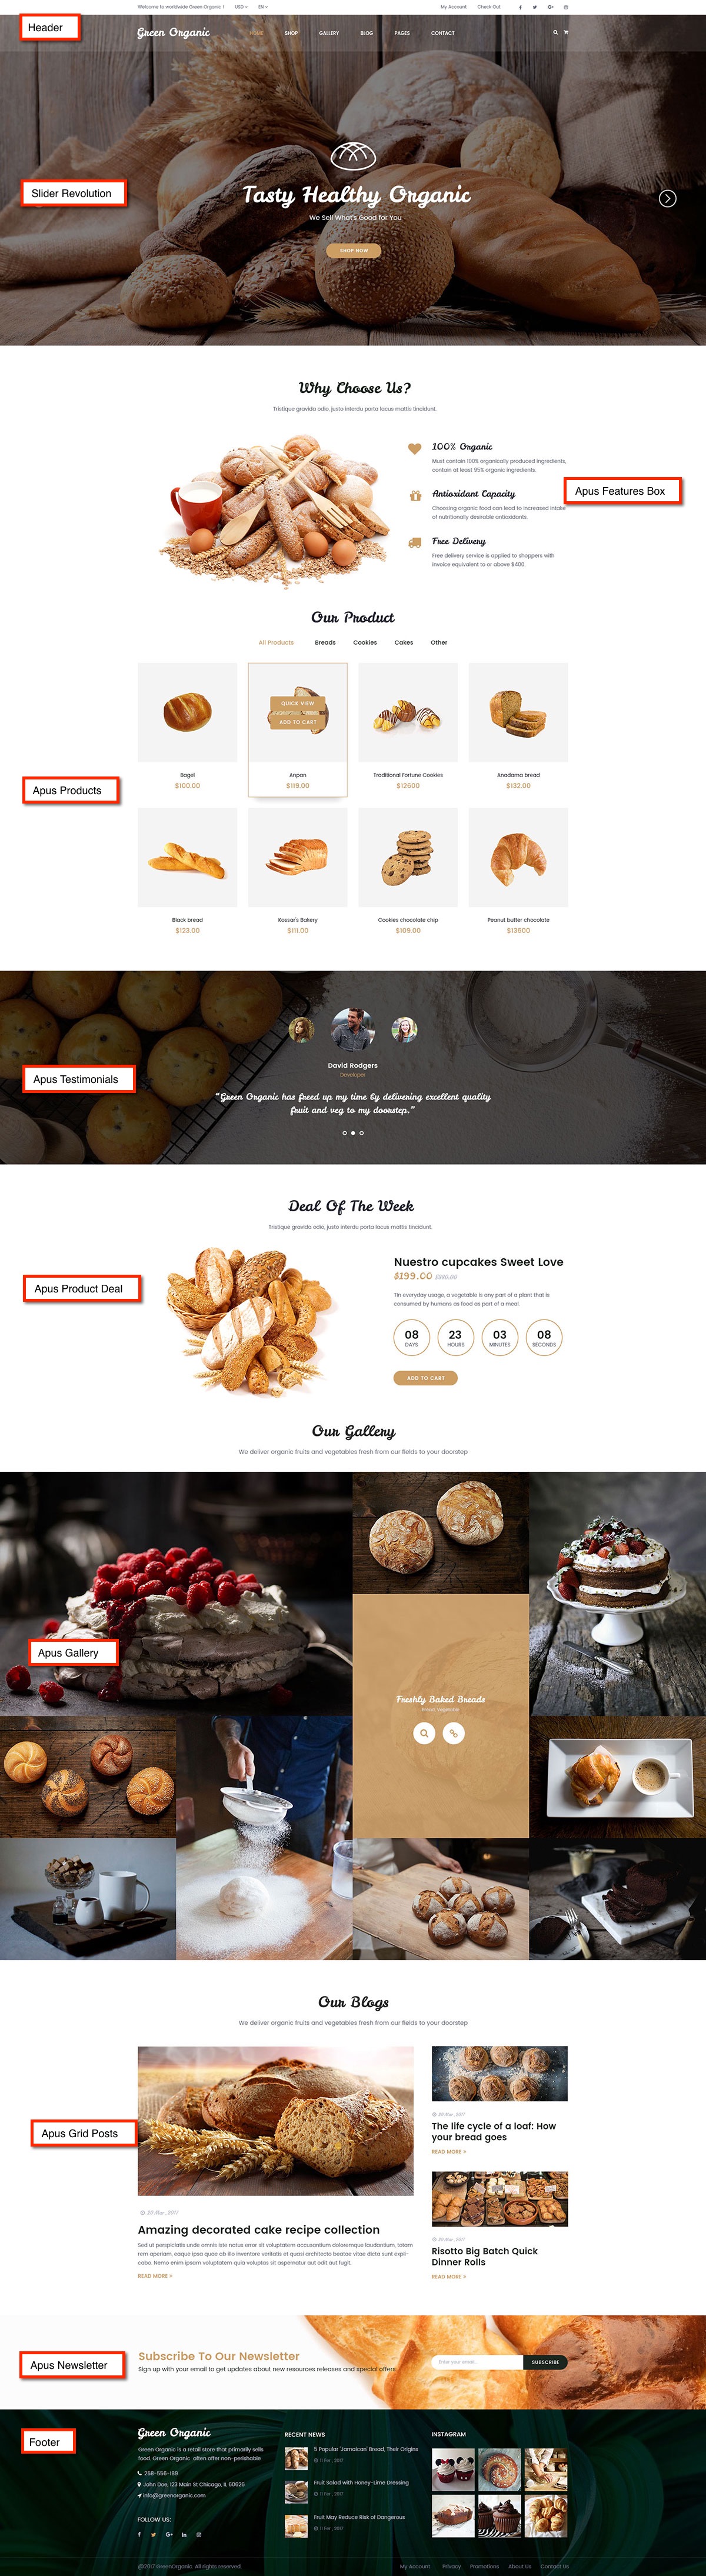 Welcome to worldwide Green Organic !
USD
EN
My Account
Check Out
Header
Green Organic
HOME
SHOP
GALLERY
BLOG
PAGES
CONTACT
Slider Revolution
Tasty Healthy Organic
We Sell What's Good for You
SHOP NOW
Why Choose Us?
Tristique gravida odio, justo interdu porta lacus mattis tincidunt.
100% Organic
Must contain 100% organically produced ingredients,
contain at least 95% organic ingredients.
Apus Features Box
Antioxidant Capacity
Choosing organic food can lead to increased intake
of nutritionally desirable antioxidants.
Free Delivery
Free delivery service is applied to shoppers with
invoice equivalent to or above $400.
Our Product
All Products
Breads
Cookies
Cakes
Other
QUICK VIEW
ADD TO CART
Bagel
$100.00
Anpan
$119.00
Traditional Fortune Cookies
$12600
Anadama bread
$132.00
Apus Products
Black bread
$123.00
Kossar's Bakery
$111.00
Cookies chocolate chip
$109.00
Peanut butter chocolate
$13600
Apus Testimonials
David Rodgers
Developer
"Green Organic has freed up my time by delivering excellent quality
fruit and veg to my doorstep."
Deal Of The Week
Tristique gravida odio, justo interdu porta lacus mattis tincidunt.
Apus Product Deal
Nuestro cupcakes Sweet Love
$199.00
I'm everyday usage, a vegetable is any part of a plant that is
consumed by humans as food as part of a meal.
08
DAYS
23
HOURS
03
MINUTES
08
SECONDS
ADD TO CART
Our Gallery
We deliver organic fruits and vegetables fresh from our fields to your doorstep
Apus Gallery
Freshly Baked Breads
Our Blogs
We deliver organic fruits and vegetables fresh from our fields to your doorstep
Apus Grid Posts
20 Mar , 2017
Amazing decorated cake recipe collection
Sed ut perspiciatis unde omnis iste natus error sit voluptatem accusantium doloremque laudantium, totam
rem aperiam, eaque ipsa quae ab illo inventore veritatis et quasi architecto beatae vitae dicta sunt expli-
cabo. Nemo enim ipsam voluptatem quia voluptas sit aspernatur aut odit aut fugit.
READ MORE »
20 Mar , 2017
The life cycle of a loaf: How
your bread goes
READ MORE »
20 Mar , 2017
Risotto Big Batch Quick
Dinner Rolls
READ MORE »
Apus Newsletter
Subscribe To Our Newsletter
Sign up with your email to get updates about new resources releases and special offers
Enter your email...
SUBSCRIBE
Footer
Green Organic
Green Organic is a retail store that primarily sells
food. Green Organic often offer non-perishable
258-556-189
John Doe, 123 Main St Chicago, IL 60626
info@greenorganic.com
FOLLOW US:
RECENT NEWS
5 Popular 'Jamaican' Bread, Their Origins
11 Fer , 2017
Fruit Salad with Honey-Lime Dressing
11 Fer , 2017
Fruit May Reduce Risk of Dangerous
11 Fer , 2017
INSTAGRAM
@2017 GreenOrganic. All rights reserved.
My Account
Privacy
Promotions
About Us
Contact Us